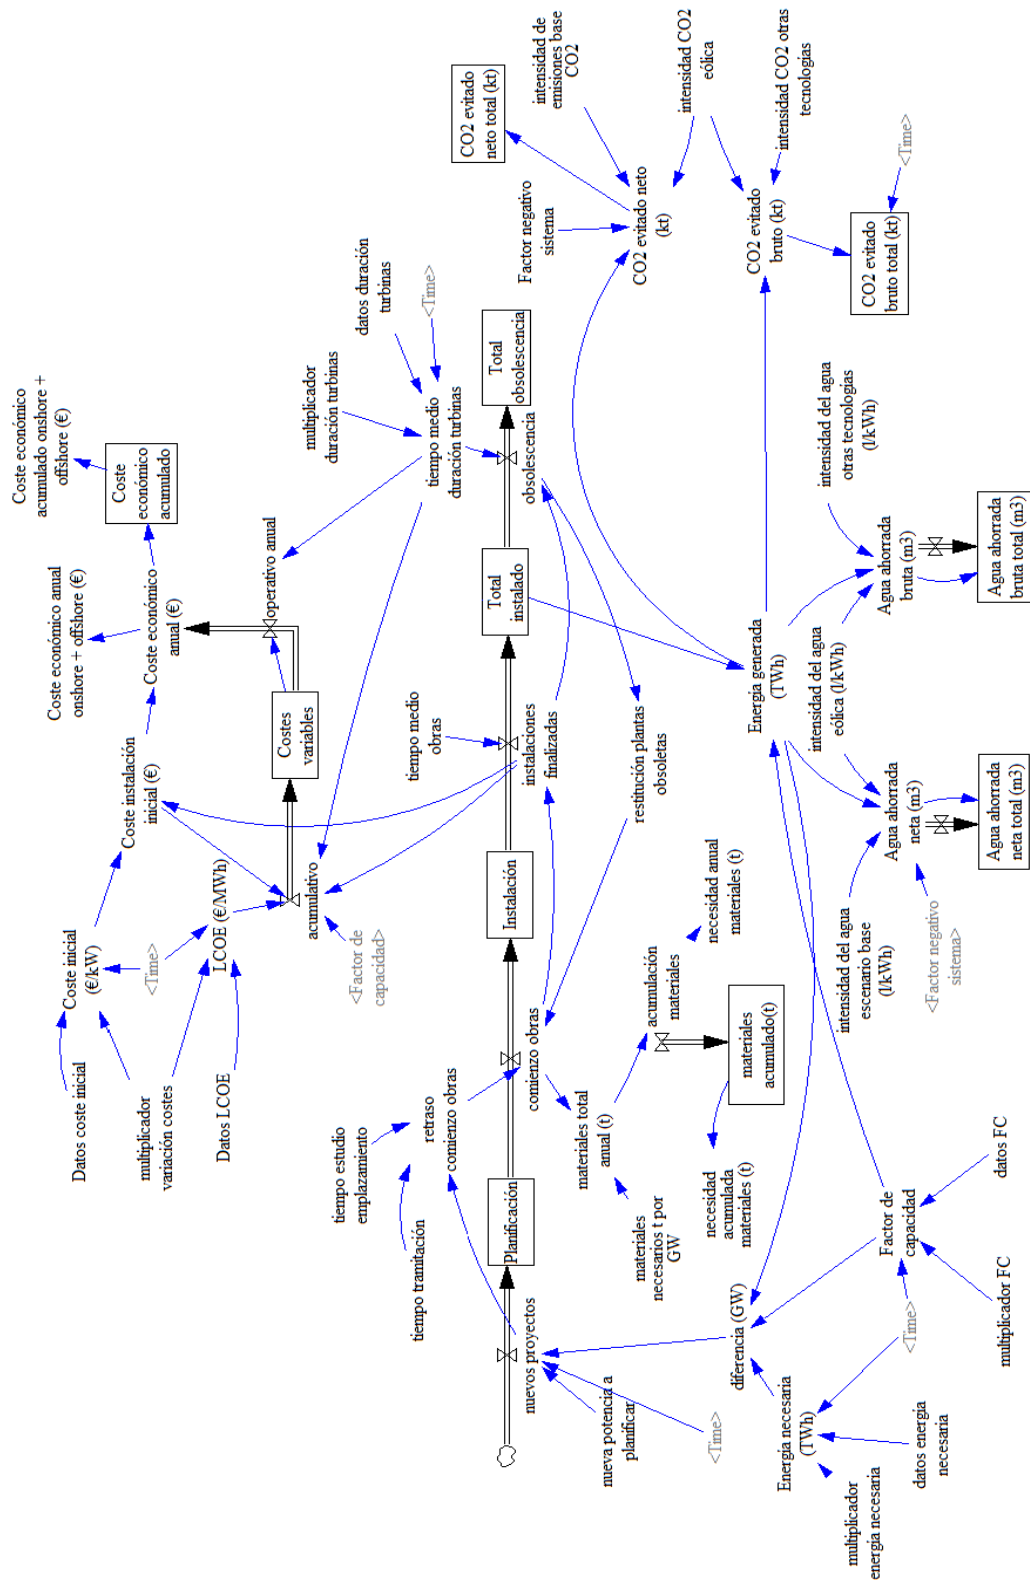 Datos coste inicial
Coste inicial
(€/kW)
multiplicador
variación costes
<Time>
Datos LCOE
LCOE (€/MWh)
Coste instalación
inicial (€)
Coste económico anual
onshore + offshore (€)
Coste económico
anual (€)
Coste económico
acumulado onshore +
offshore (€)
Coste
económico
acumulado
acumulativo
<Factor de
capacidad>
Costes
variables
operativo anual
tiempo estudio
emplazamiento
tiempo tramitación
retraso
comienzo obras
tiempo medio
obras
multiplicador
duración turbinas
datos duración
turbinas
<Time>
tiempo medio
duración turbinas
nuevos proyectos
Planificación
comienzo obras
Instalación
instalaciones
finalizadas
Total
instalado
obsolescencia
Total
obsolescencia
nueva potencia a
planificar
<Time>
materiales
necesarios t por
GW
materiales total
anual (t)
acumulación
materiales
necesidad anual
materiales (t)
necesidad
acumulada
materiales (t)
materiales
acumulado(t)
restitución plantas
obsoletas
Factor negativo
sistema
CO2 evitado
neto total (kt)
intensidad de
emisiones base
CO2
CO2 evitado neto
(kt)
intensidad CO2
eólica
CO2 evitado
bruto (kt)
intensidad CO2 otras
tecnologias
CO2 evitado
bruto total (kt)
<Time>
diferencia (GW)
Energía necesaria
(TWh)
multiplicador
energia necesaria
datos energia
necesaria
<Time>
Factor de
capacidad
multiplicador FC
datos FC
Energía generada
(TWh)
intensidad del agua
eólica (l/kWh)
intensidad del agua
escenario base
(l/kWh)
<Factor negativo
sistema>
Agua ahorrada
neta (m3)
Agua ahorrada
neta total (m3)
intensidad del agua
otras tecnologías
(l/kWh)
Agua ahorrada
bruta (m3)
Agua ahorrada
bruta total (m3)